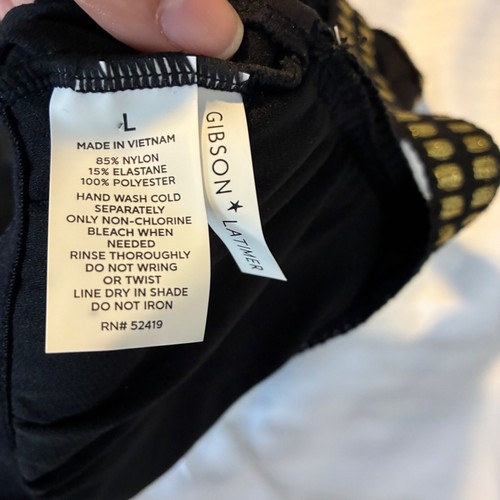 L
MADE IN VIETNAM
85% NYLON
15% ELASTANE
100% POLYESTER
HAND WASH COLD
SEPARATELY
ONLY NON-CHLORINE
BLEACH WHEN
NEEDED
RINSE THOROUGHLY
DO NOT WRING
OR TWIST
LINE DRY IN SHADE
DO NOT IRON
RN# 52419
GIBSON ★ LATIMER